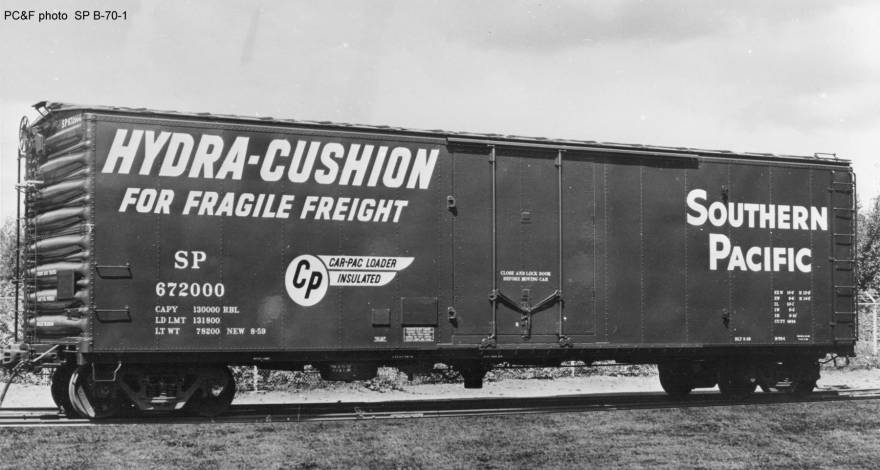 PC&F photo SP B-70-1
SP 672000
HYDRA-CUSHION
FOR FRAGILE FREIGHT
SP
672000
CAPY 130000 RBL
LD LMT 131800
LT WT 78200 NEW 8-59
Cp
CAR-PAC LOADER
INSULATED
CLOSE AND LOCK DOOR
BEFORE MOVING CAR
SOUTHERN
PACIFIC